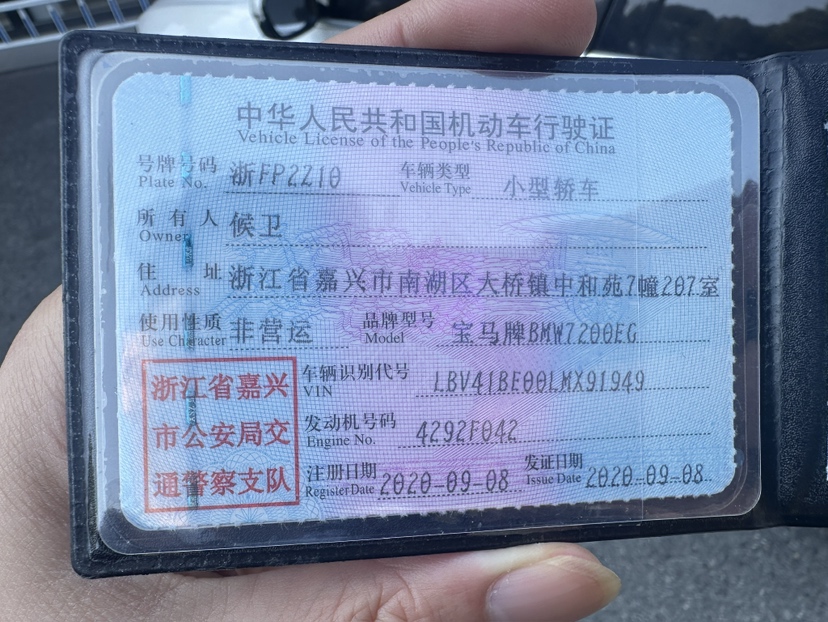 中华人民共和国机动车行驶证
Vehicle License of the People's Republic of China
号牌号码 浙FP2Z10 车辆类型 小型轿车
Plate No. Vehicle Type
所有人 候卫
Owner
住址 浙江省嘉兴市南湖区大桥镇中和苑7幢207室
Address
使用性质 非营运 品牌型号 宝马牌BMW7200FG
Use Character Model
浙江省嘉兴
市公安局交
通警察支队
车辆识别代号 LBV41BE00LMX91949
VIN
发动机号码 4292F042
Engine No.
注册日期 2020-09-08 发证日期 2020-09-08
Register Date Issue Date